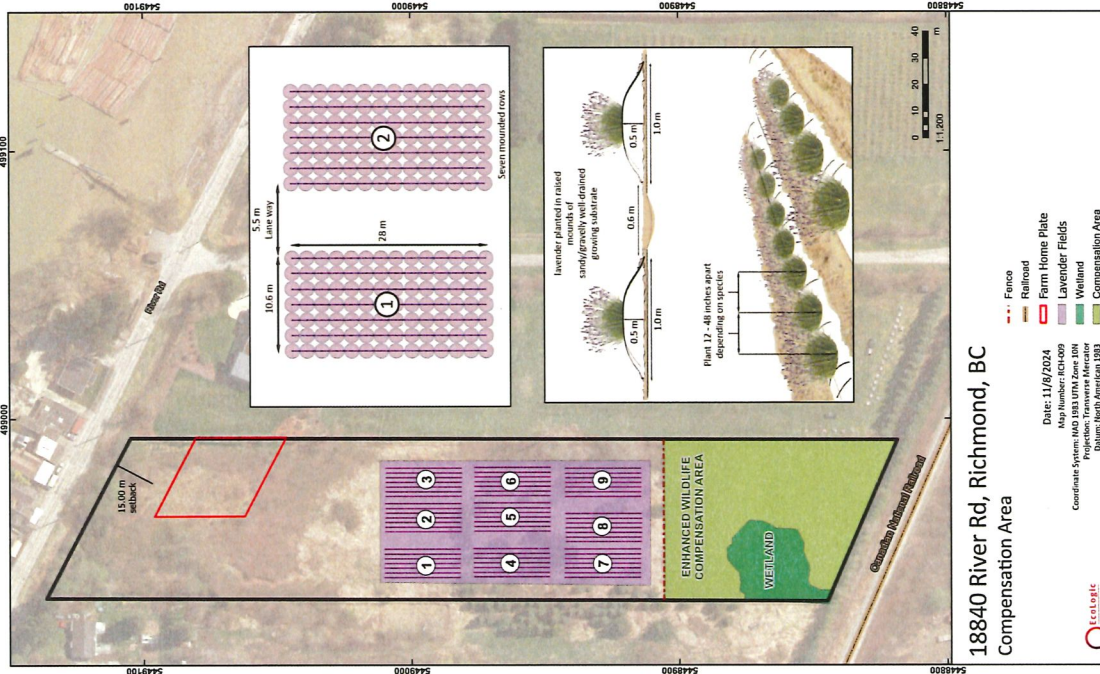 5449100
5449000
5448900
5448800
499100
499000
River Rd
15.00 m
setback
1
2
3
4
5
6
7
8
9
ENHANCED WILDLIFE
COMPENSATION AREA
WETLAND
Canadian National Railroad
5.5 m
Lane way
10.6 m
28 m
1
2
Seven mounded rows
lavender planted in raised
mounds of
sandy/gravelly well-drained
growing substrate
0.5 m
1.0 m
0.6 m
0.5 m
1.0 m
Plant 12 - 48 inches apart
depending on species
0 10 20 30 40
m
1:1,200
5449100
5449000
5448900
5448800
18840 River Rd, Richmond, BC
Compensation Area
Date: 11/8/2024
Map Number: RCH-009
Coordinate System: NAD 1983 UTM Zone 10N
Projection: Transverse Mercator
Datum: North American 1983
Fence
Railroad
Farm Home Plate
Lavender Fields
Wetland
Compensation Area
EcoLogic